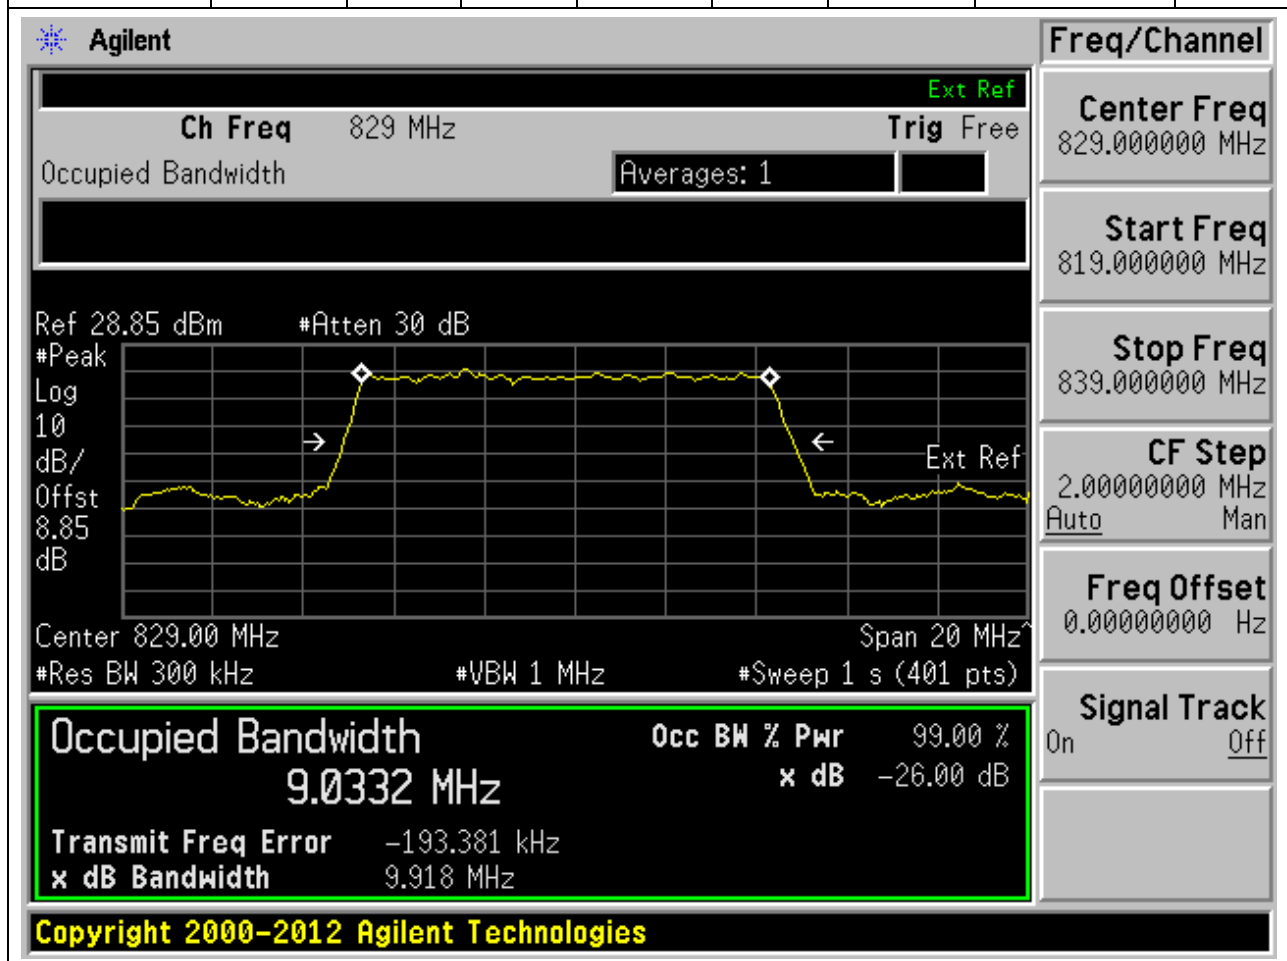 Agilent
Freq/Channel
Ext Ref
Ch Freq 829 MHz Trig Free
Occupied Bandwidth Averages: 1
Ref 28.85 dBm #Atten 30 dB
#Peak
Log
10
dB/
Offst
8.85
dB
Ext Ref
Center 829.00 MHz Span 20 MHz^
#Res BW 300 kHz #VBW 1 MHz #Sweep 1 s (401 pts)
Occupied Bandwidth Occ BW % Pwr 99.00 %
9.0332 MHz x dB -26.00 dB
Transmit Freq Error -193.381 kHz
x dB Bandwidth 9.918 MHz
Copyright 2000-2012 Agilent Technologies
Center Freq
829.000000 MHz
Start Freq
819.000000 MHz
Stop Freq
839.000000 MHz
CF Step
2.00000000 MHz
Auto Man
Freq Offset
0.00000000 Hz
Signal Track
On Off